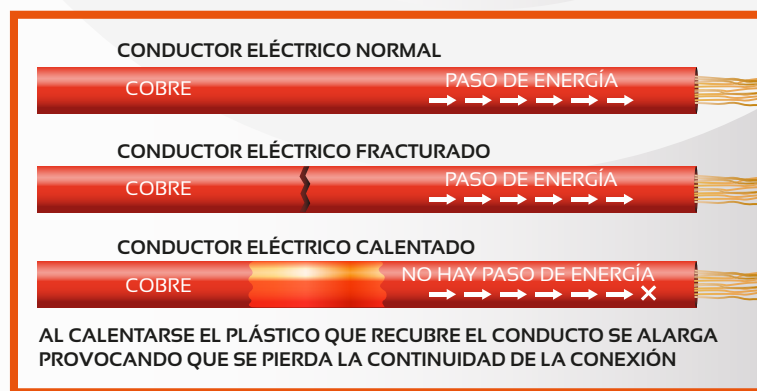 CONDUCTOR ELÉCTRICO NORMAL
COBRE
PASO DE ENERGÍA
CONDUCTOR ELÉCTRICO FRACTURADO
COBRE
PASO DE ENERGÍA
CONDUCTOR ELÉCTRICO CALENTADO
COBRE
NO HAY PASO DE ENERGÍA
AL CALENTARSE EL PLÁSTICO QUE RECUBRE EL CONDUCTO SE ALARGA
PROVOCANDO QUE SE PIERDA LA CONTINUIDAD DE LA CONEXIÓN